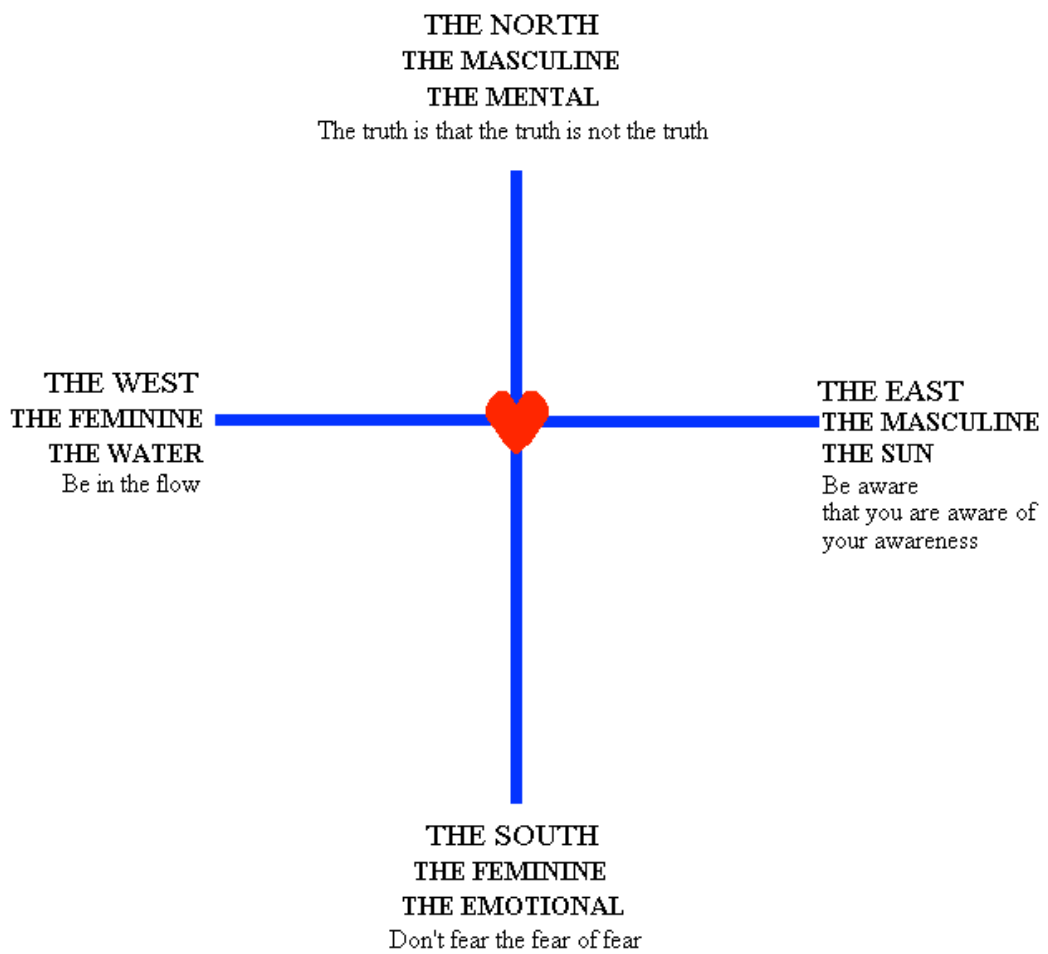 THE NORTH
THE MASCULINE
THE MENTAL
The truth is that the truth is not the truth
THE WEST
THE FEMININE
THE WATER
Be in the flow
THE EAST
THE MASCULINE
THE SUN
Be aware
that you are aware of
your awareness
THE SOUTH
THE FEMININE
THE EMOTIONAL
Don't fear the fear of fear